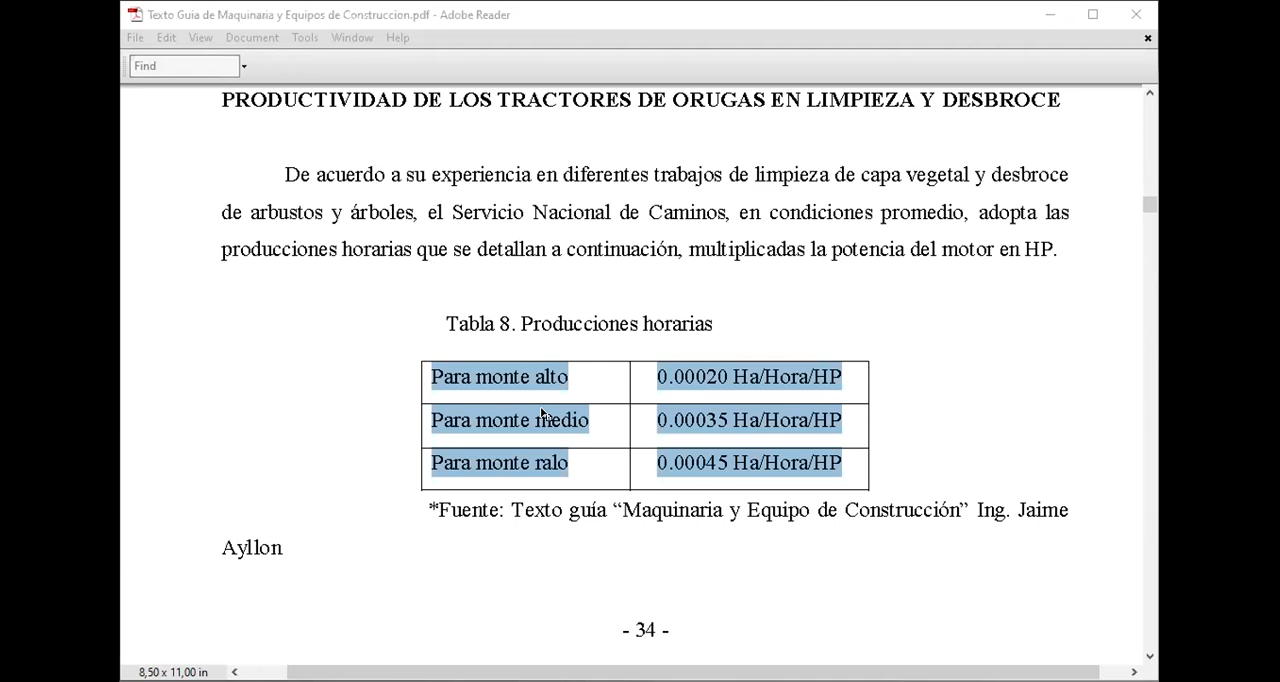 Texto Guia de Maquinaria y Equipos de Construccion.pdf - Adobe Reader
File Edit View Document Tools Window Help
Find
PRODUCTIVIDAD DE LOS TRACTORES DE ORUGAS EN LIMPIEZA Y DESBROCE
De acuerdo a su experiencia en diferentes trabajos de limpieza de capa vegetal y desbroce
de arbustos y árboles, el Servicio Nacional de Caminos, en condiciones promedio, adopta las
producciones horarias que se detallan a continuación, multiplicadas la potencia del motor en HP.
Tabla 8. Producciones horarias
Para monte alto 0.00020 Ha/Hora/HP
Para monte medio 0.00035 Ha/Hora/HP
Para monte ralo 0.00045 Ha/Hora/HP
*Fuente: Texto guía “Maquinaria y Equipo de Construcción” Ing. Jaime
Ayllon
- 34 -
8,50 x 11,00 in